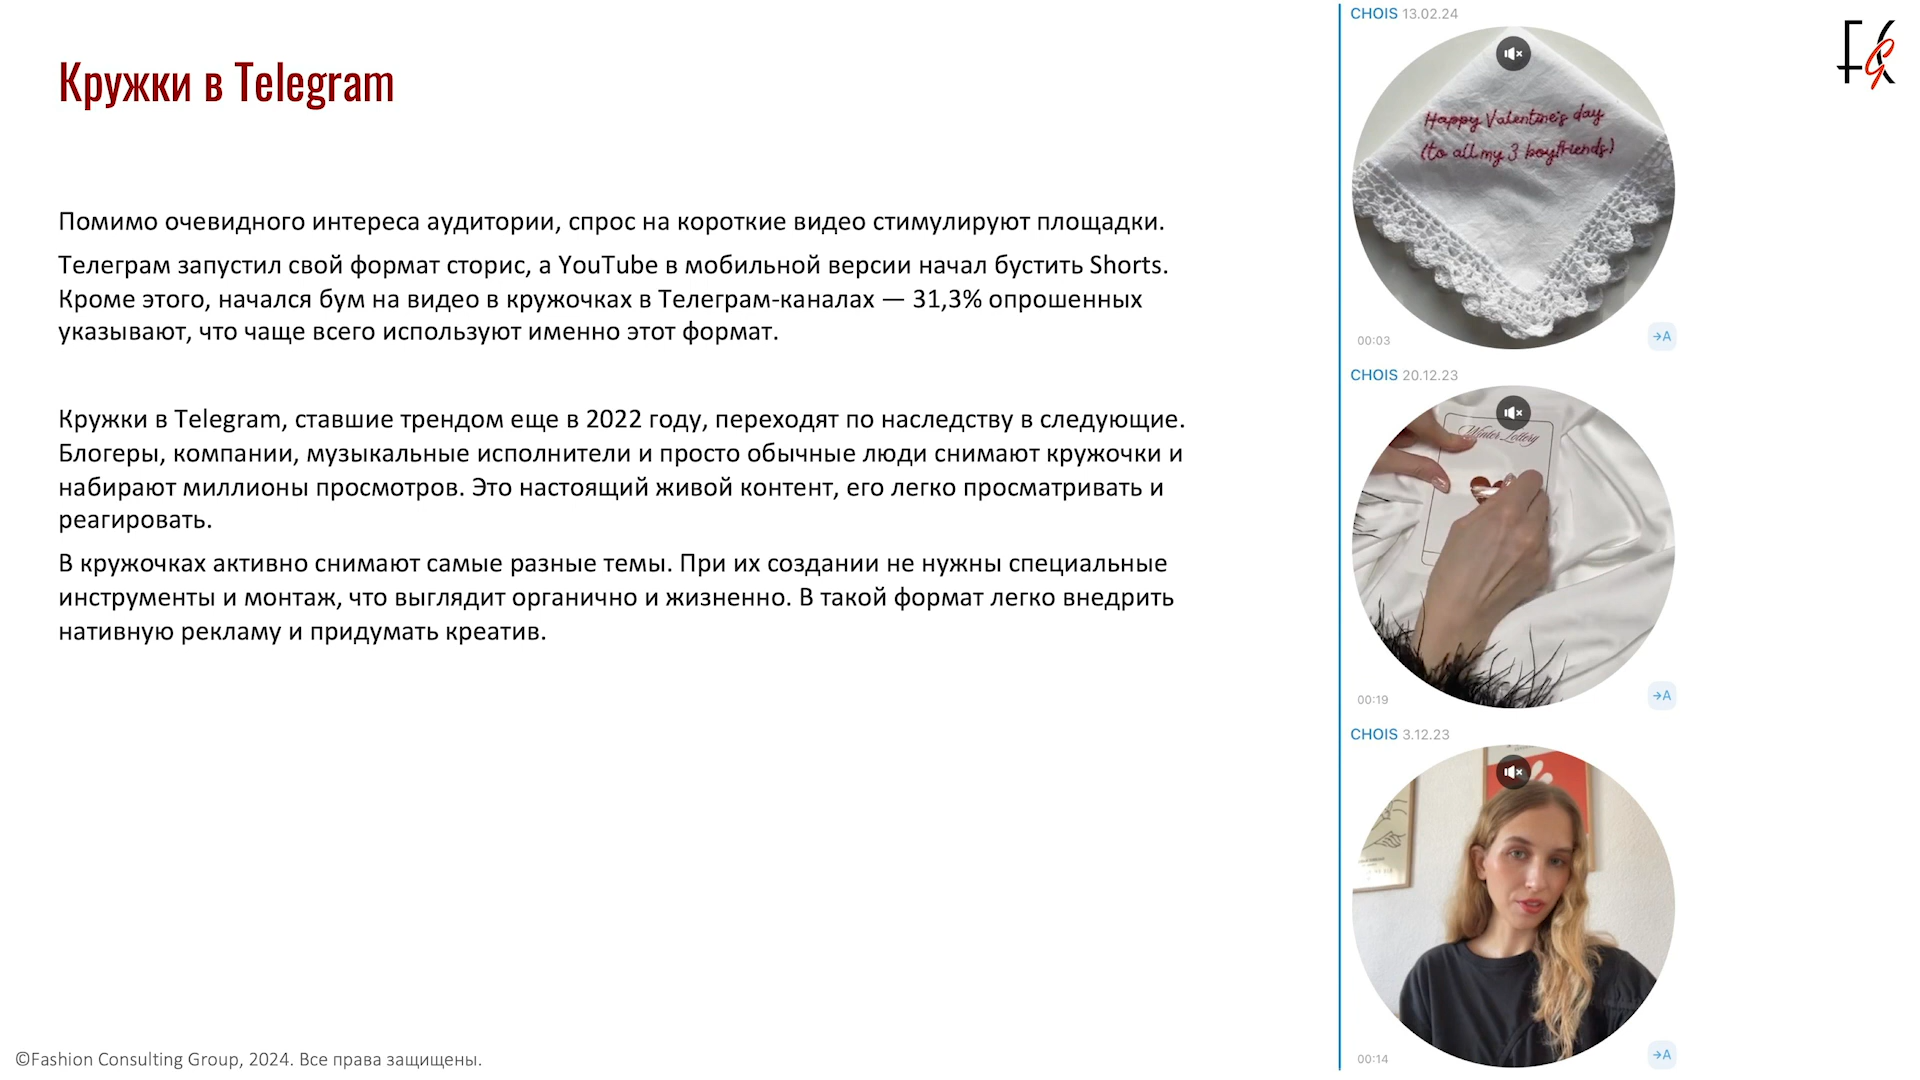 Кружки в Telegram
Помимо очевидного интереса аудитории, спрос на короткие видео стимулируют площадки.
Телеграм запустил свой формат сторис, а YouTube в мобильной версии начал бустить Shorts.
Кроме этого, начался бум на видео в кружочках в Телеграм-каналах — 31,3% опрошенных
указывают, что чаще всего используют именно этот формат.
Кружки в Telegram, ставшие трендом еще в 2022 году, переходят по наследству в следующие.
Блогеры, компании, музыкальные исполнители и просто обычные люди снимают кружочки и
набирают миллионы просмотров. Это настоящий живой контент, его легко просматривать и
реагировать.
В кружочках активно снимают самые разные темы. При их создании не нужны специальные
инструменты и монтаж, что выглядит органично и жизненно. В такой формат легко внедрить
нативную рекламу и придумать креатив.
©Fashion Consulting Group, 2024. Все права защищены.
CHOIS 13.02.24
Happy Valentine's day
(to all my 3 boyfriends)
00:03
→A
CHOIS 20.12.23
Winter Lottery
00:19
→A
CHOIS 3.12.23
00:14
→A
FCG